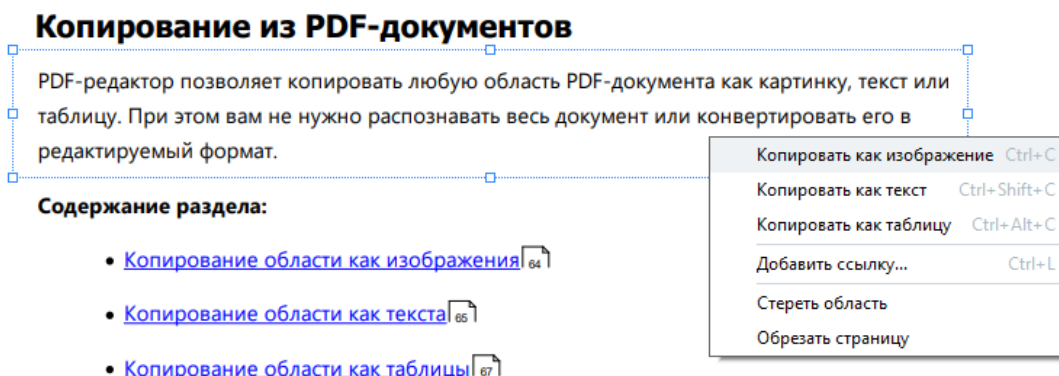 Копирование из PDF-документов
PDF-редактор позволяет копировать любую область PDF-документа как картинку, текст или
таблицу. При этом вам не нужно распознавать весь документ или конвертировать его в
редактируемый формат.
Содержание раздела:
• Копирование области как изображения 64
• Копирование области как текста 65
• Копирование области как таблицы 67
Копировать как изображение Ctrl+C
Копировать как текст Ctrl+Shift+C
Копировать как таблицу Ctrl+Alt+C
Добавить ссылку... Ctrl+L
Стереть область
Обрезать страницу